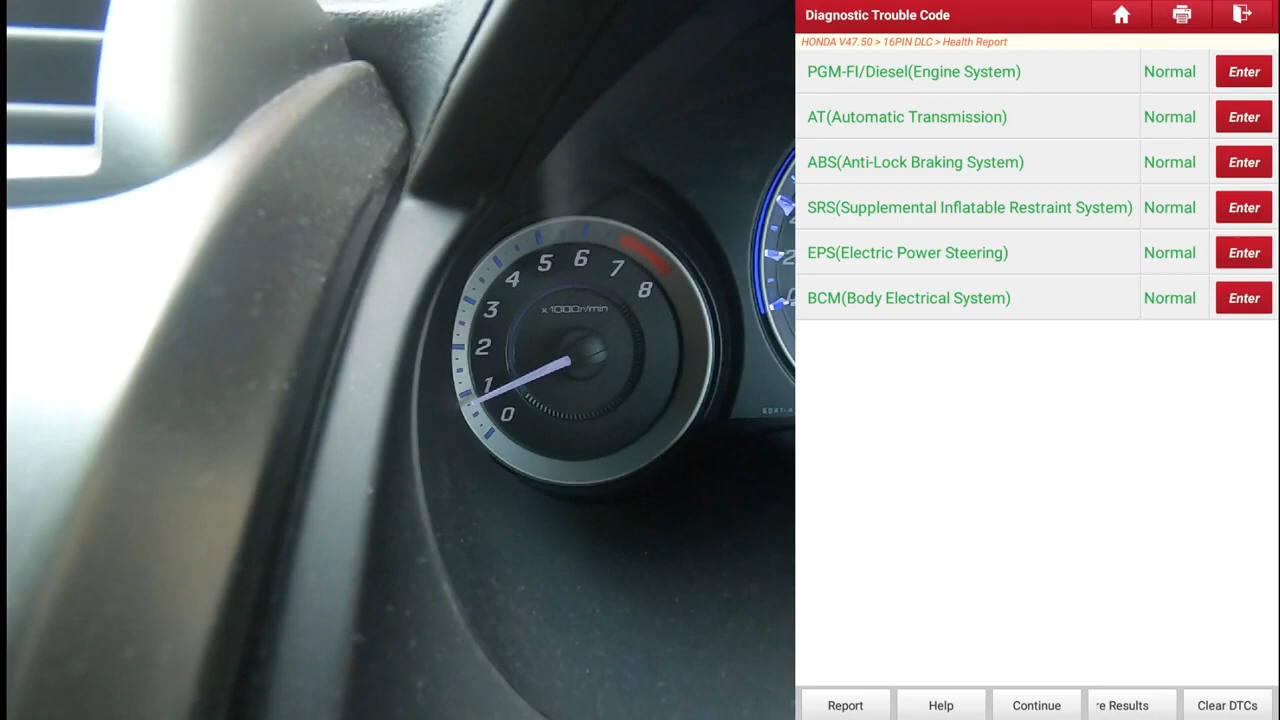 5 6 7
4 8
3 x1000r/min
2
1
0
Diagnostic Trouble Code
HONDA V47.50 > 16PIN DLC > Health Report
PGM-FI/Diesel(Engine System) Normal Enter
AT(Automatic Transmission) Normal Enter
ABS(Anti-Lock Braking System) Normal Enter
SRS(Supplemental Inflatable Restraint System) Normal Enter
EPS(Electric Power Steering) Normal Enter
BCM(Body Electrical System) Normal Enter
Report Help Continue re Results Clear DTCs